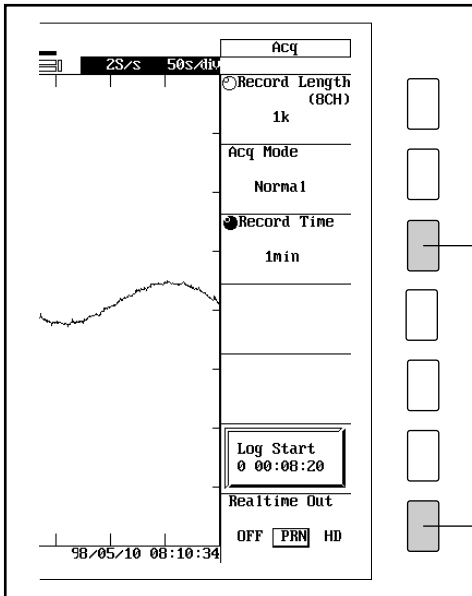 Acq
2S/s 50s/div
Record Length
(8CH)
1k
Acq Mode
Normal
Record Time
1min
Log Start
0 00:08:20
Realtime Out
OFF PRN HD
98/05/10 08:10:34